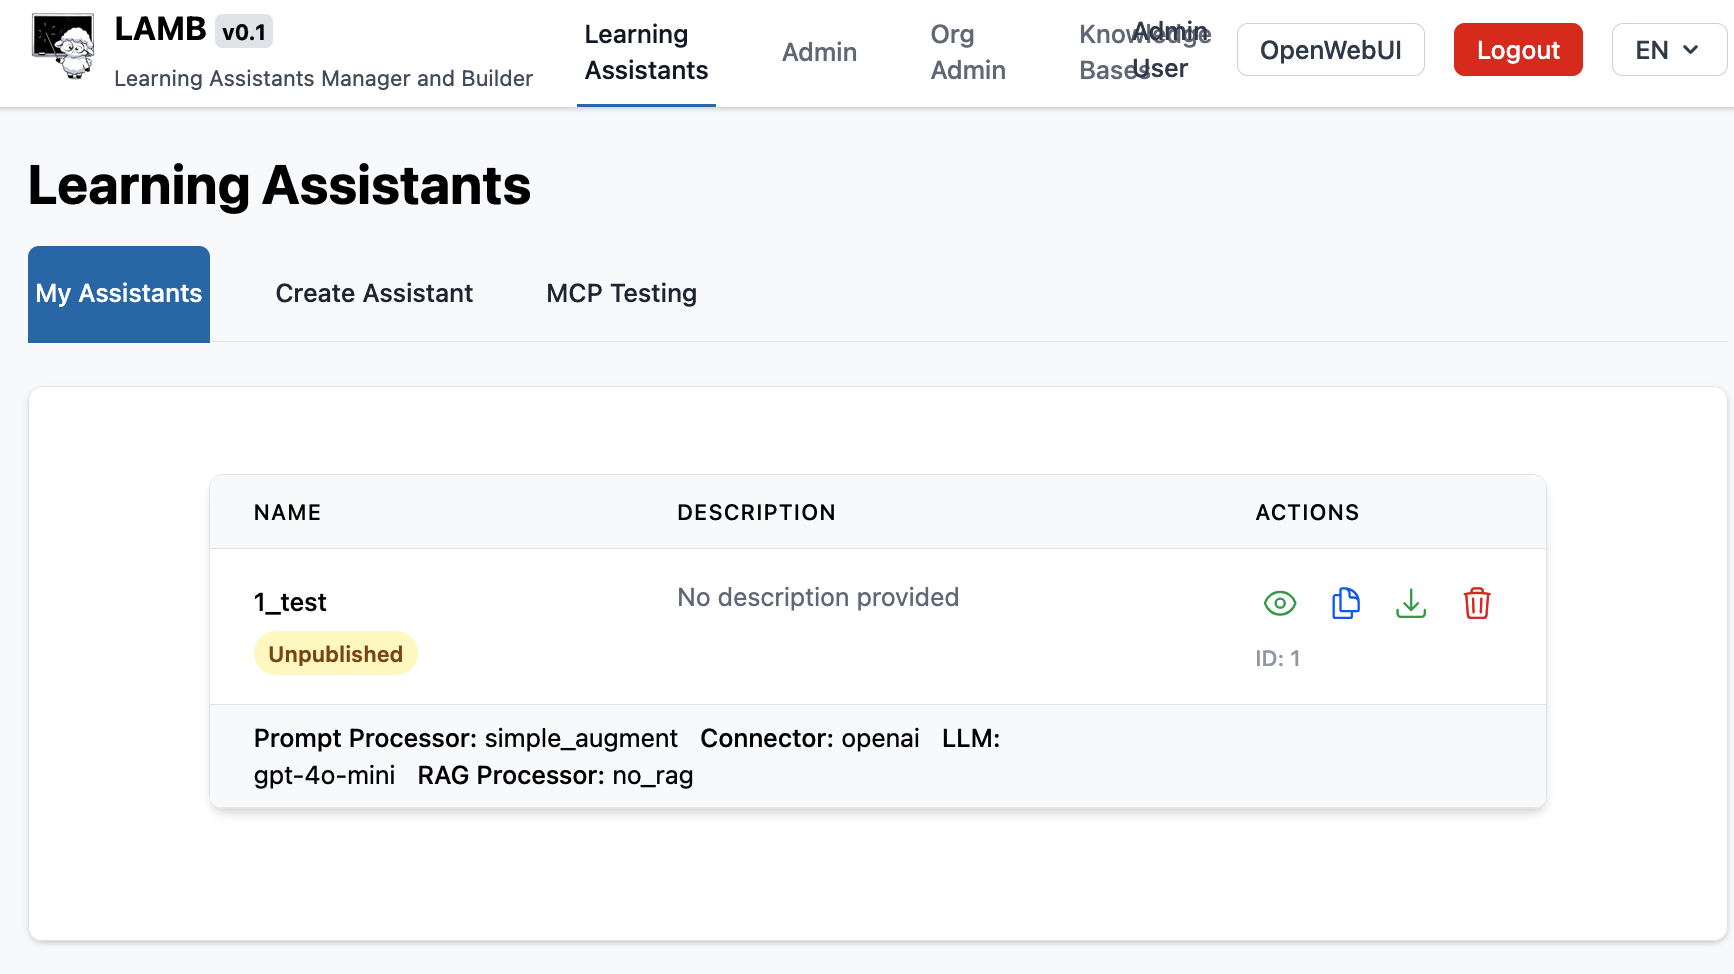 LAMB v0.1
Learning Assistants Manager and Builder
Learning
Assistants
Admin
Org
Admin
Knowledge
Bases
Admin
User
OpenWebUI
Logout
EN
Learning Assistants
My Assistants
Create Assistant
MCP Testing
NAME DESCRIPTION ACTIONS
1_test
No description provided
Unpublished
ID: 1
Prompt Processor: simple_augment Connector: openai LLM:
gpt-4o-mini RAG Processor: no_rag